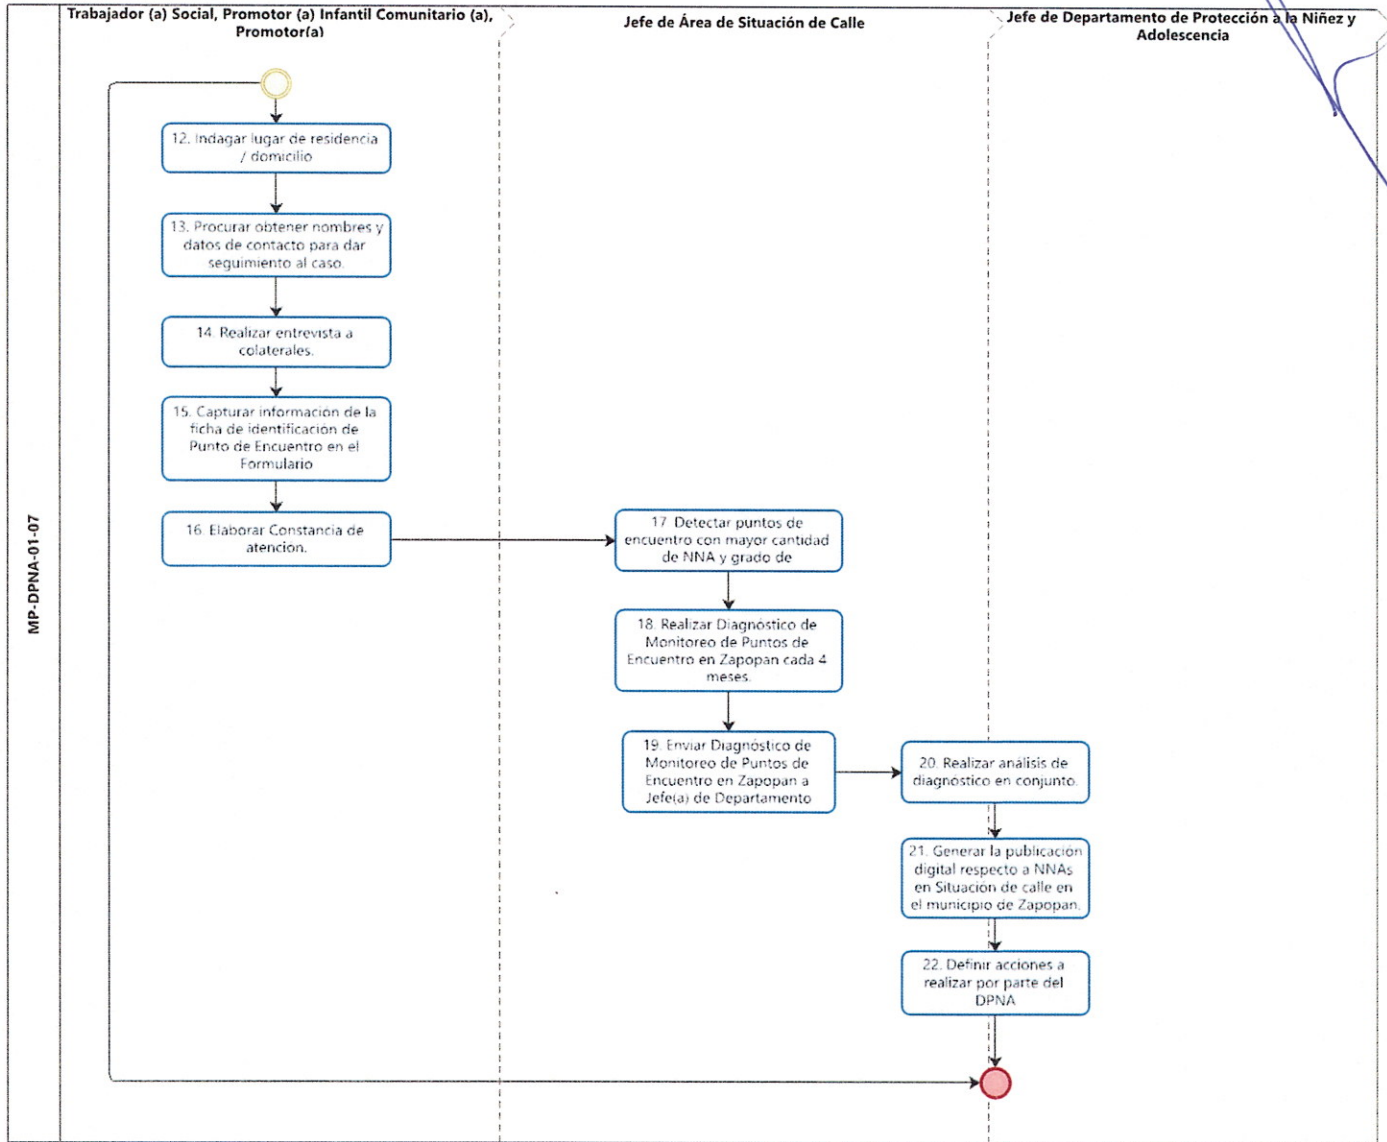 Trabajador (a) Social, Promotor (a) Infantil Comunitario (a),
Promotor(a)
Jefe de Área de Situación de Calle
Jefe de Departamento de Protección a la Niñez y
Adolescencia
MP-DPNA-01-07
12. Indagar lugar de residencia
/ domicilio
13. Procurar obtener nombres y
datos de contacto para dar
seguimiento al caso.
14. Realizar entrevista a
colaterales.
15. Capturar información de la
ficha de identificación de
Punto de Encuentro en el
Formulario
16. Elaborar Constancia de
atención.
17. Detectar puntos de
encuentro con mayor cantidad
de NNA y grado de
18. Realizar Diagnóstico de
Monitoreo de Puntos de
Encuentro en Zapopan cada 4
meses.
19. Enviar Diagnóstico de
Monitoreo de Puntos de
Encuentro en Zapopan a
Jefe(a) de Departamento
20. Realizar análisis de
diagnóstico en conjunto.
21. Generar la publicación
digital respecto a NNAs
en Situación de calle en
el municipio de Zapopan.
22. Definir acciones a
realizar por parte del
DPNA